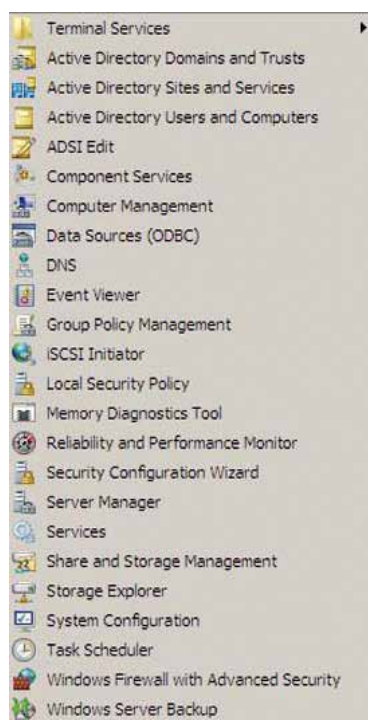 Terminal Services
Active Directory Domains and Trusts
Active Directory Sites and Services
Active Directory Users and Computers
ADSI Edit
Component Services
Computer Management
Data Sources (ODBC)
DNS
Event Viewer
Group Policy Management
iSCSI Initiator
Local Security Policy
Memory Diagnostics Tool
Reliability and Performance Monitor
Security Configuration Wizard
Server Manager
Services
Share and Storage Management
Storage Explorer
System Configuration
Task Scheduler
Windows Firewall with Advanced Security
Windows Server Backup